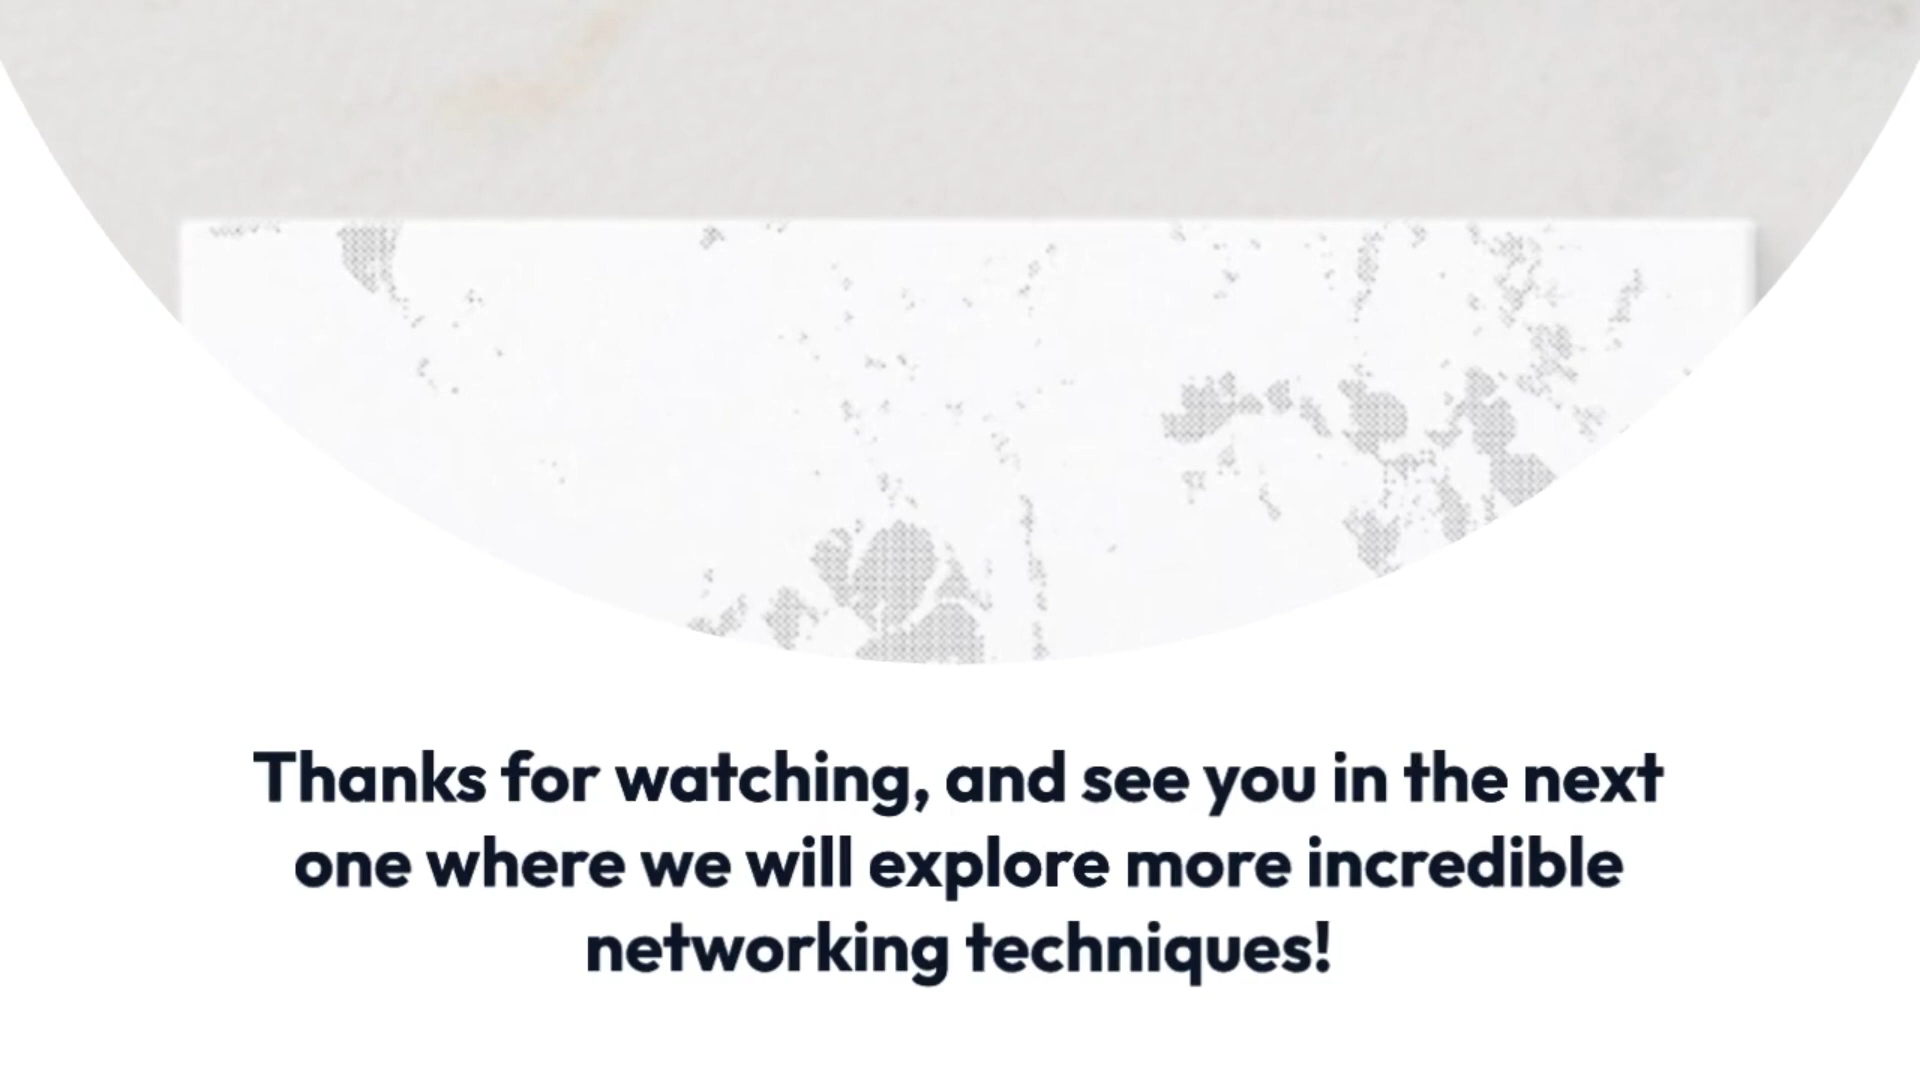 Thanks for watching, and see you in the next
one where we will explore more incredible
networking techniques!